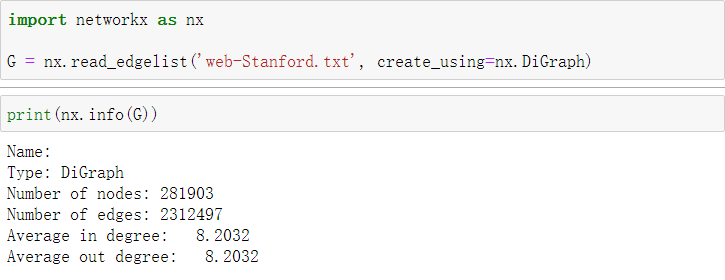 import networkx as nx
G = nx.read_edgelist('web-Stanford.txt', create_using=nx.DiGraph)
print(nx.info(G))
Name:
Type: DiGraph
Number of nodes: 281903
Number of edges: 2312497
Average in degree:   8.2032
Average out degree:   8.2032